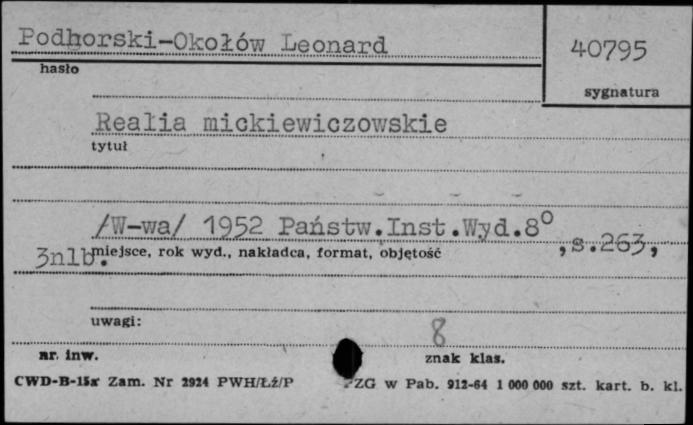 Podhorski-Okołów Leonard
40795
hasło
sygnatura
Realia mickiewiczowskie
tytuł
/W-wa/ 1952 Państw.Inst.Wyd.8⁰,s.263,
3nlb.
miejsce, rok wyd., nakładca, format, objętość
uwagi:
8
nr. inw.
znak klas.
CWD-B-15a Zam. Nr 2924 PWH/Łź/P PZG w Pab. 912-64 1 000 000 szt. kart. b. kl.